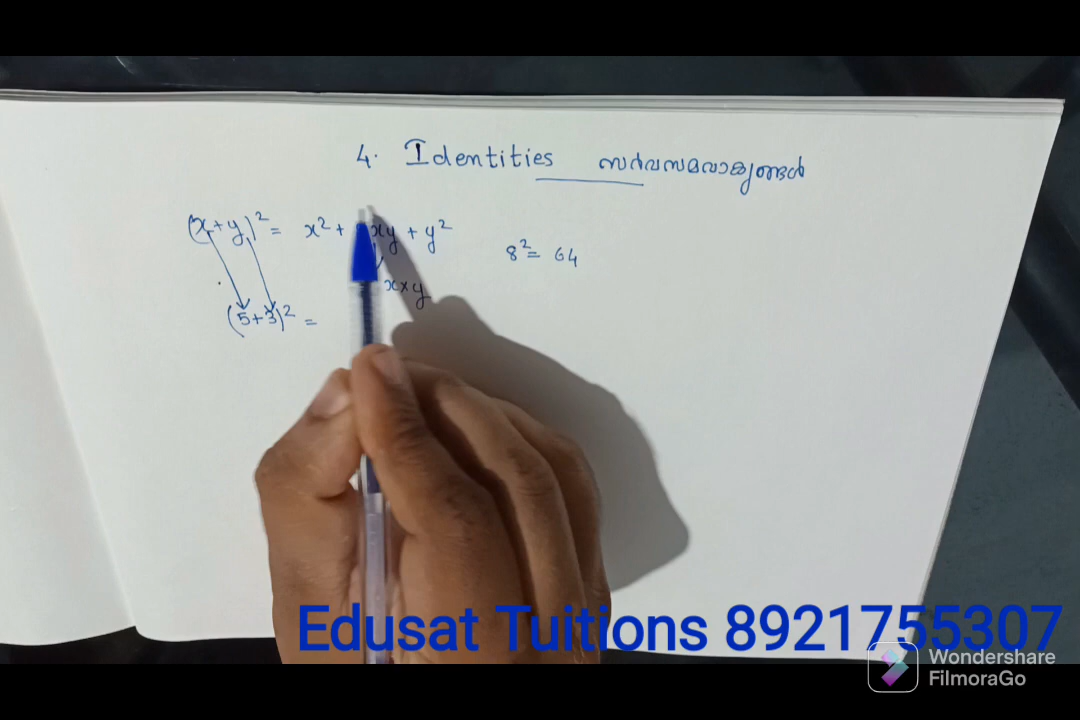 4. Identities സർവസമവാക്യങ്ങൾ
(x+y)² = x² + xy + y² 8² = 64
x×y
(5+3)² =
Edusat Tuitions 8921755307
Wondershare
FilmoraGo